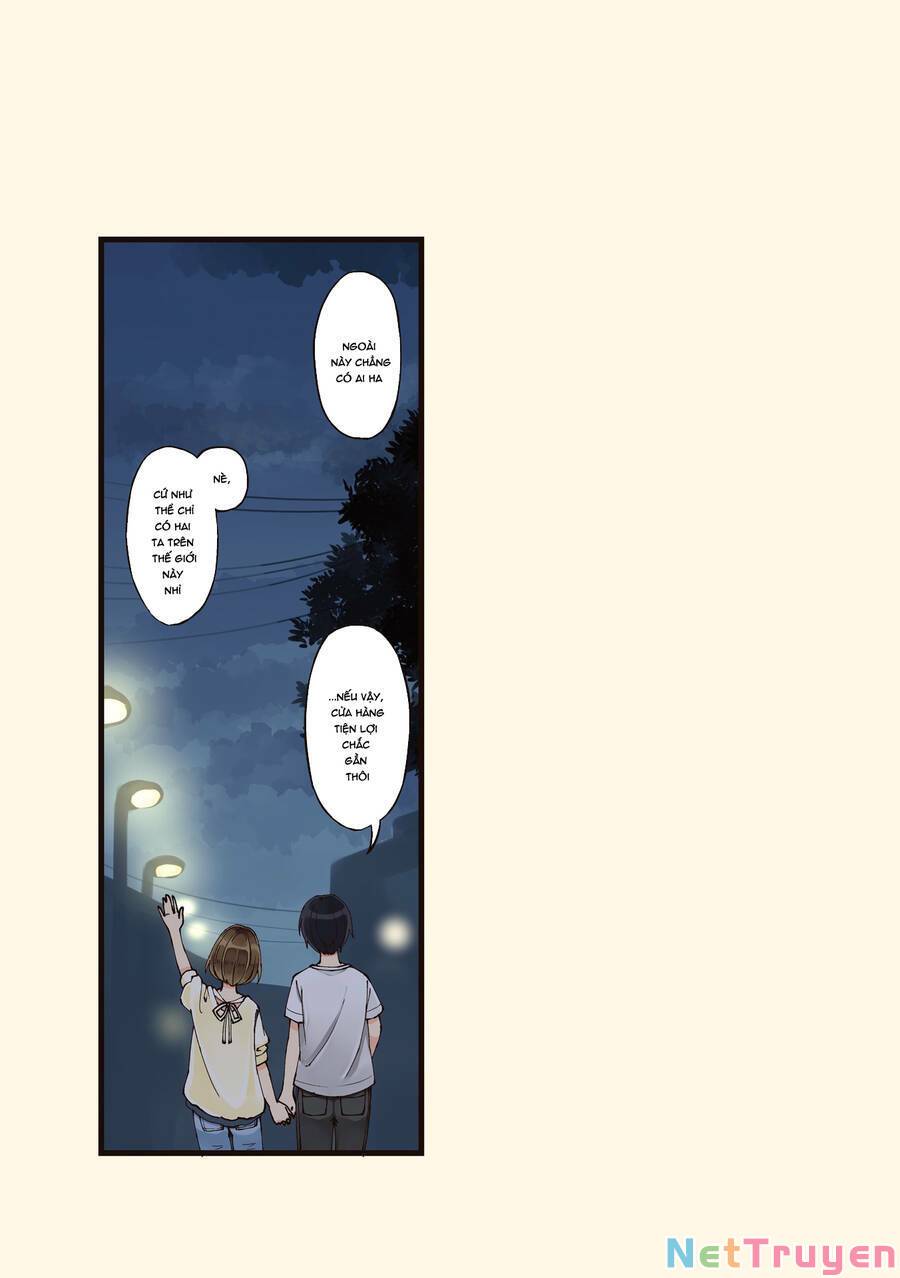 NGOÀI
NÀY CHẲNG
CÓ AI HA
NÈ,
CỨ NHƯ
THỂ CHỈ
CÓ HAI
TA TRÊN
THẾ GIỚI
NÀY
NHỈ
...NẾU VẬY,
CỬA HÀNG
TIỆN LỢI
CHẮC
GẦN
THÔI
NetTruyen